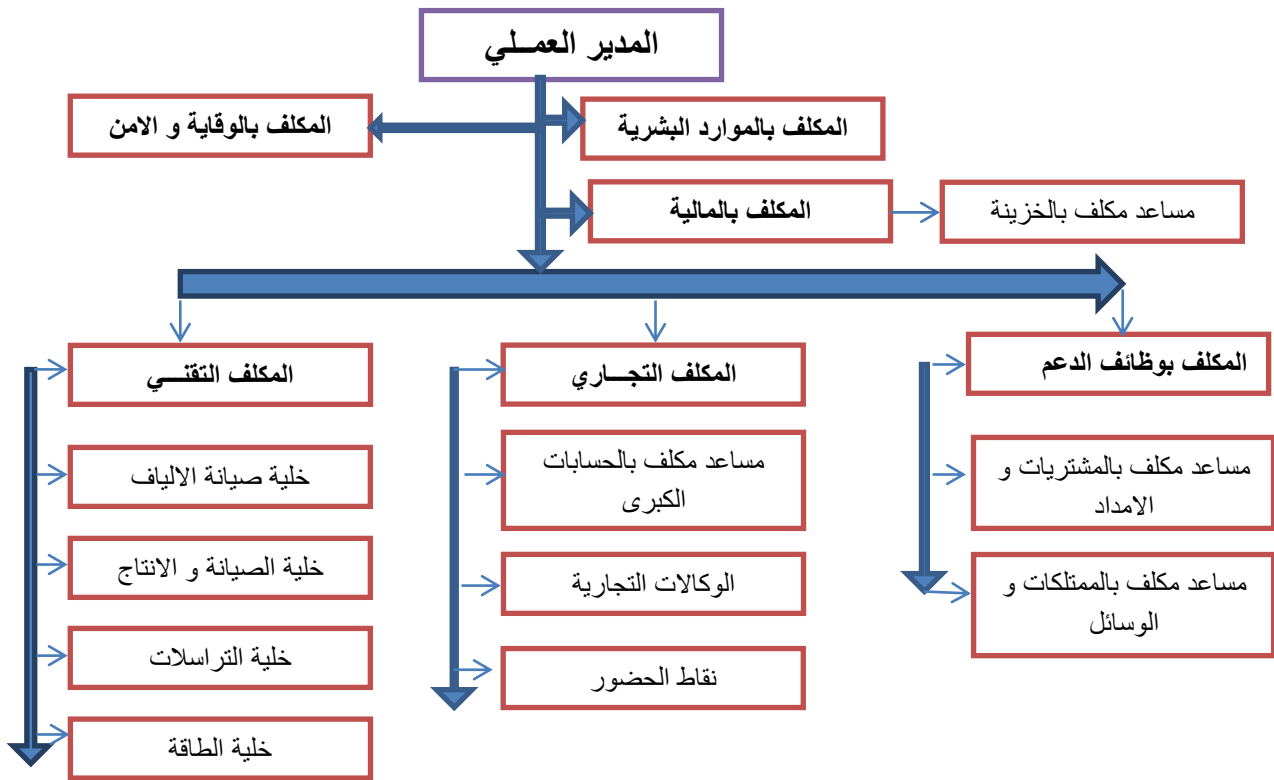 المدير العمـــلي
المكلف بالموارد البشرية
المكلف بالوقاية و الامن
المكلف بالمالية
مساعد مكلف بالخزينة
المكلف بوظائف الدعم
مساعد مكلف بالمشتريات و
الامداد
مساعد مكلف بالممتلكات و
الوسائل
المكلف التجـــاري
مساعد مكلف بالحسابات
الكبرى
الوكالات التجارية
نقاط الحضور
المكلف التقنـــي
خلية صيانة الالياف
خلية الصيانة و الانتاج
خلية التراسلات
خلية الطاقة